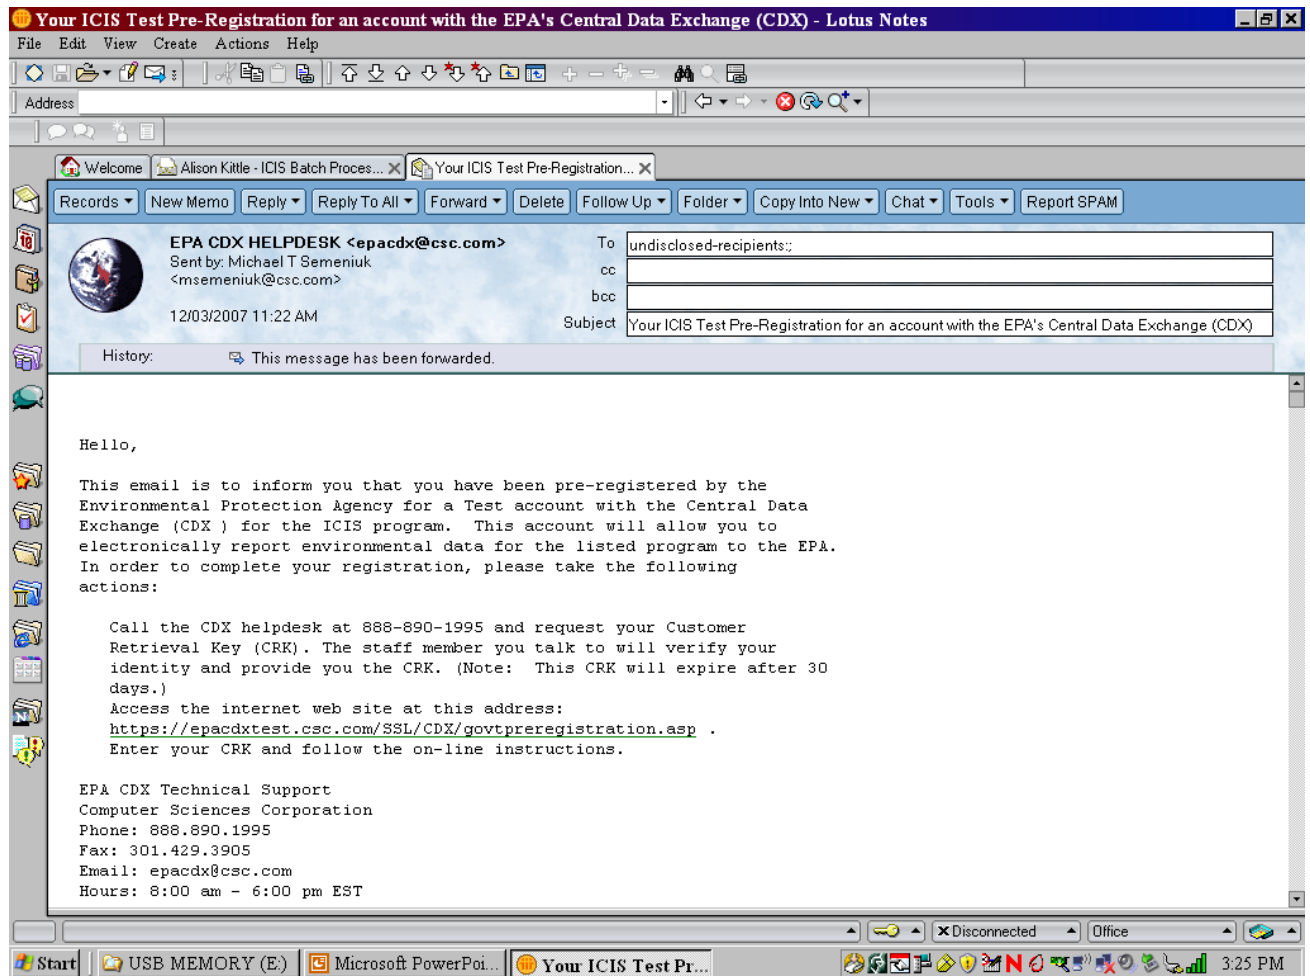 Your ICIS Test Pre-Registration for an account with the EPA's Central Data Exchange (CDX) - Lotus Notes
File Edit View Create Actions Help
Address
Welcome Alison Kittle - ICIS Batch Proces... Your ICIS Test Pre-Registration...
Records New Memo Reply Reply To All Forward Delete Follow Up Folder Copy Into New Chat Tools Report SPAM
EPA CDX HELPDESK <epacdx@csc.com>
Sent by: Michael T Semeniuk
<msemeniuk@csc.com>
12/03/2007 11:22 AM
To undisclosed-recipients:;
cc
bcc
Subject Your ICIS Test Pre-Registration for an account with the EPA's Central Data Exchange (CDX)
History: This message has been forwarded.
Hello,
This email is to inform you that you have been pre-registered by the
Environmental Protection Agency for a Test account with the Central Data
Exchange (CDX ) for the ICIS program.  This account will allow you to
electronically report environmental data for the listed program to the EPA.
In order to complete your registration, please take the following
actions:
Call the CDX helpdesk at 888-890-1995 and request your Customer
Retrieval Key (CRK). The staff member you talk to will verify your
identity and provide you the CRK. (Note:  This CRK will expire after 30
days.)
Access the internet web site at this address:
https://epacdxtest.csc.com/SSL/CDX/govtpreregistration.asp .
Enter your CRK and follow the on-line instructions.
EPA CDX Technical Support
Computer Sciences Corporation
Phone: 888.890.1995
Fax: 301.429.3905
Email: epacdx@csc.com
Hours: 8:00 am - 6:00 pm EST
Disconnected Office
Start USB MEMORY (E:) Microsoft PowerPoi... Your ICIS Test Pr... 3:25 PM